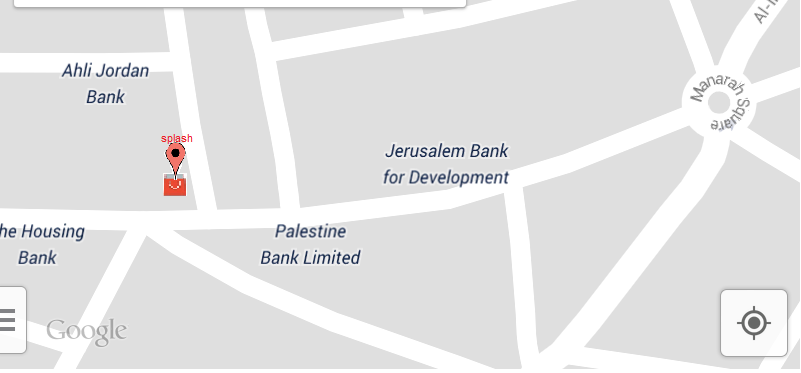 Al-I
Ahli Jordan
Bank
Manarah Square
splash
Jerusalem Bank
for Development
he Housing
Bank
Palestine
Bank Limited
Google